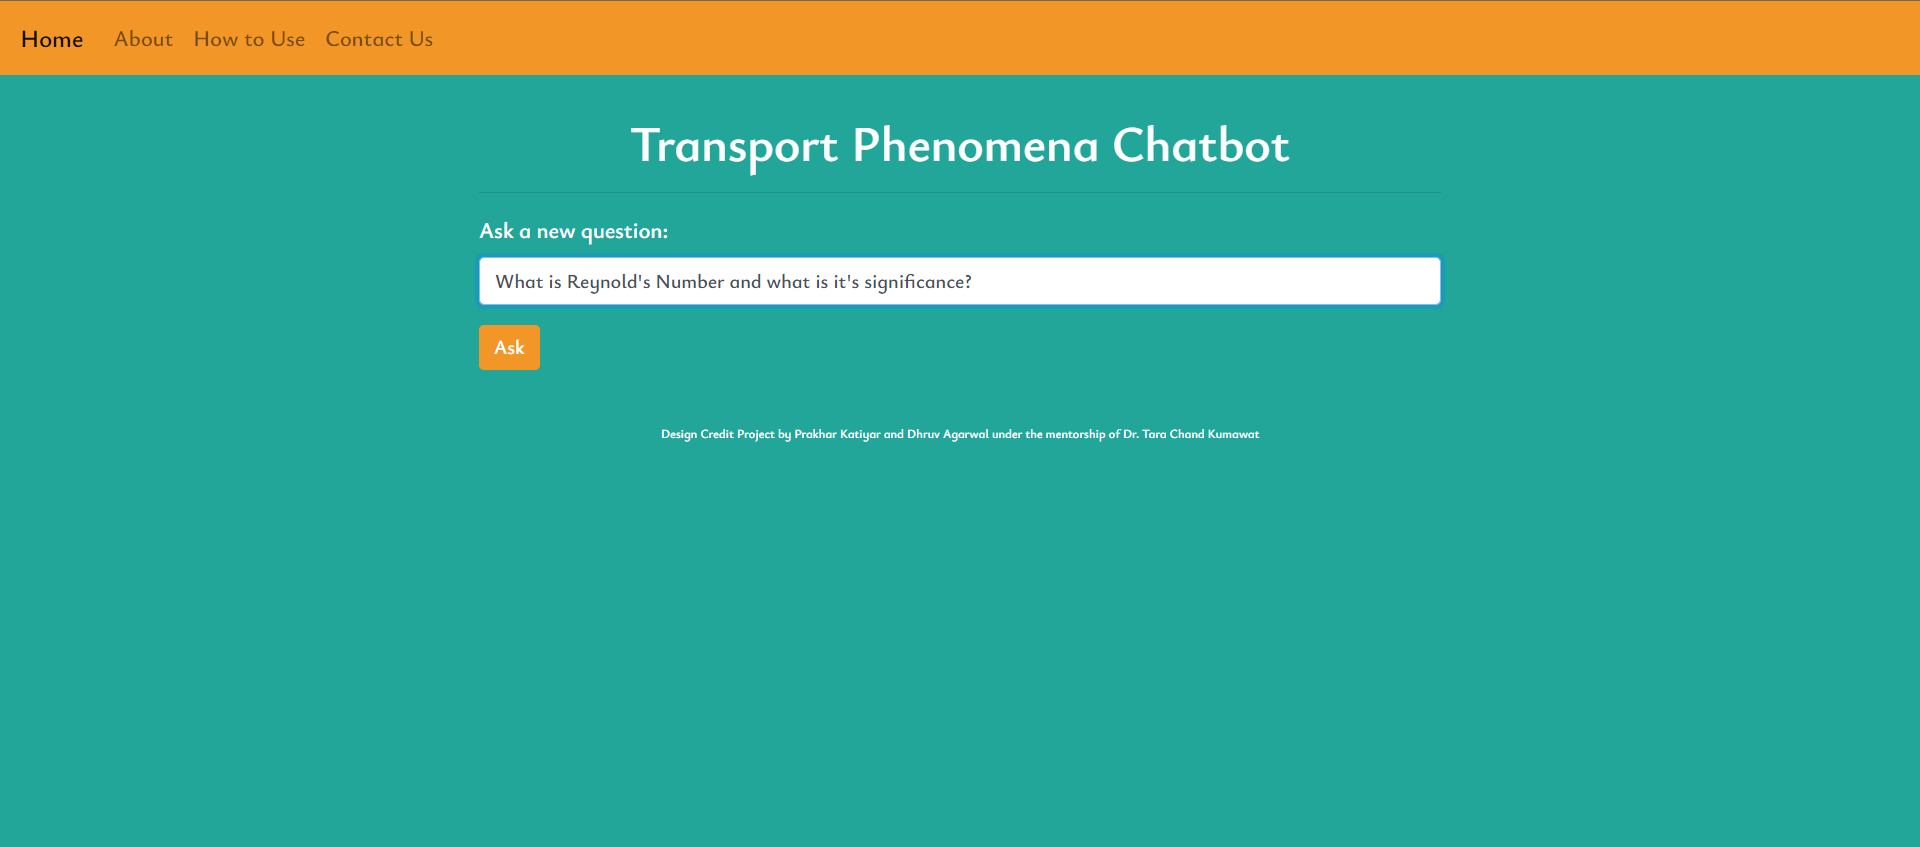 Home About How to Use Contact Us
Transport Phenomena Chatbot
Ask a new question:
What is Reynold's Number and what is it's significance?
Ask
Design Credit Project by Prakhar Katiyar and Dhruv Agarwal under the mentorship of Dr. Tara Chand Kumawat